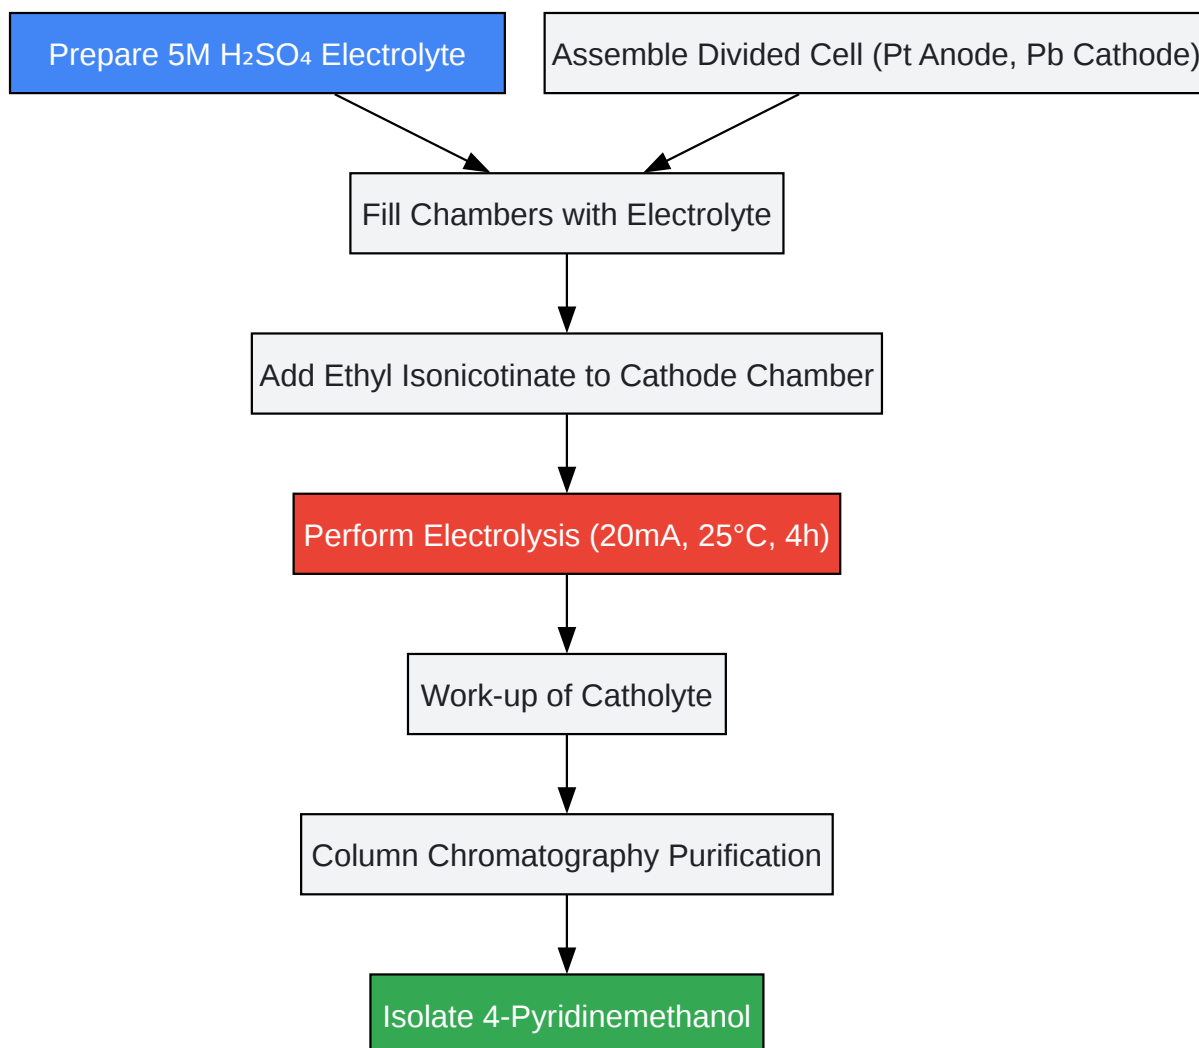 Prepare 5M H₂SO₄ Electrolyte
Assemble Divided Cell (Pt Anode, Pb Cathode)
Fill Chambers with Electrolyte
Add Ethyl Isonicotinate to Cathode Chamber
Perform Electrolysis (20mA, 25°C, 4h)
Work-up of Catholyte
Column Chromatography Purification
Isolate 4-Pyridinemethanol